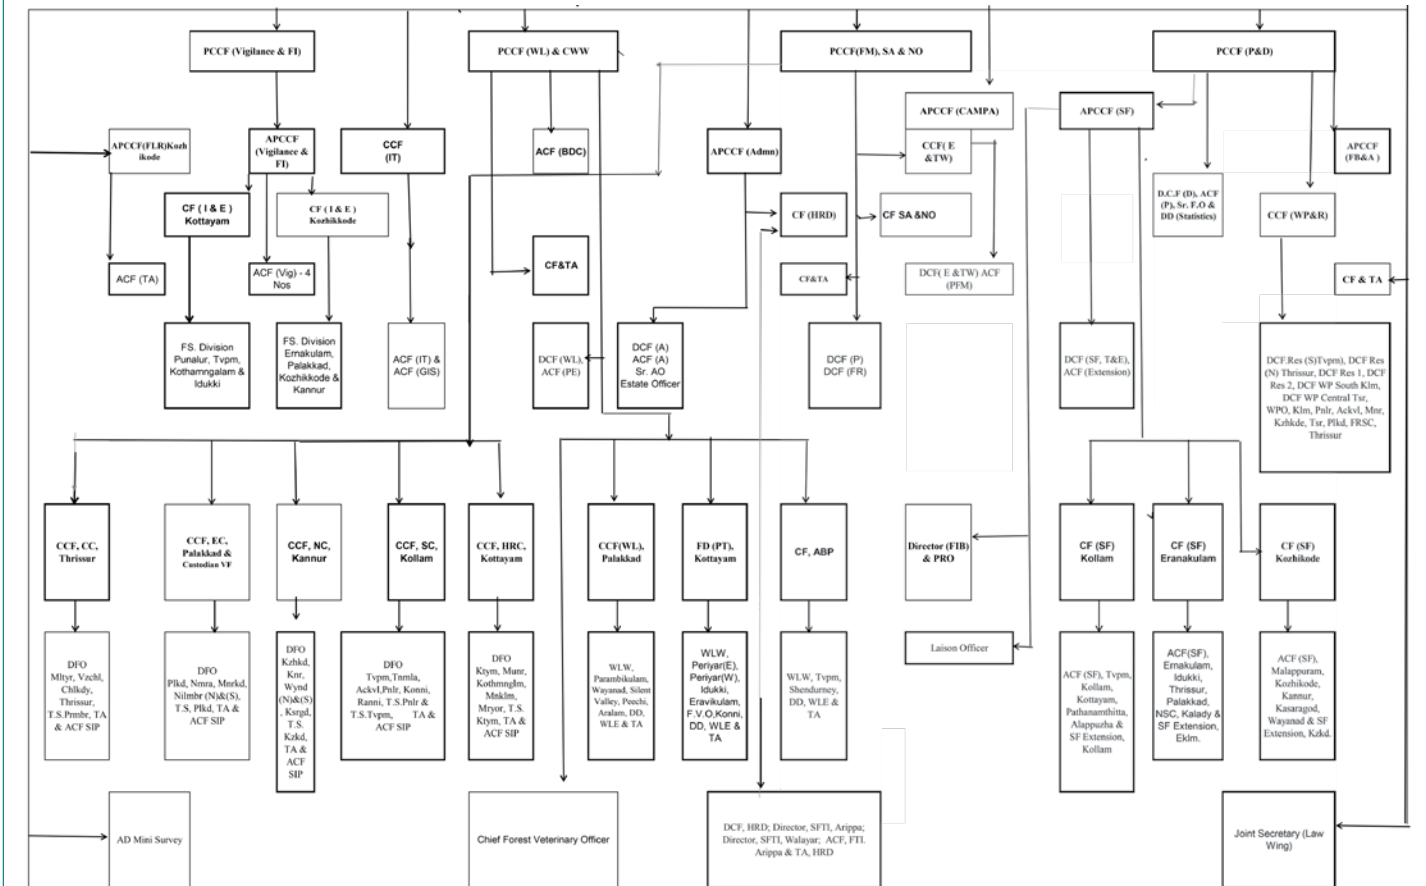 PCCF (Vigilance & FI)
PCCF (WL) & CWW
PCCF(FM), SA & NO
PCCF (P&D)
APCCF (CAMPA)
APCCF (SF)
APCCF(FLR)Kozh
ikode
APCCF
(Vigilance &
FI)
CCF
(IT)
ACF (BDC)
APCCF (Admn)
CCF( E
&TW)
APCCF
(FB&A )
CF ( I & E )
Kottayam
CF ( I & E )
Kozhikkode
CF (HRD)
CF SA &NO
D.C.F (D), ACF
(P), Sr. F.O &
DD (Statistics)
CCF (WP&R)
ACF (TA)
ACF (Vig) - 4
Nos
CF&TA
CF&TA
DCF( E &TW) ACF
(PFM)
CF & TA
FS. Division
Punalur, Tvpm,
Kothamngalam &
Idukki
FS. Division
Ernakulam,
Palakkad,
Kozhikkode &
Kannur
ACF (IT) &
ACF (GIS)
DCF (WL),
ACF (PE)
DCF (A)
ACF (A)
Sr. AO
Estate Officer
DCF (P)
DCF (FR)
DCF (SF, T&E),
ACF (Extension)
DCF.Res (S)Tvpm), DCF Res
(N) Thrissur, DCF Res 1, DCF
Res 2, DCF WP South Klm,
DCF WP Central Tsr,
WPO, Klm, Pnlr, Ackvl, Mnr,
Kzhkde, Tsr, Plkd, FRSC,
Thrissur
CCF, CC,
Thrissur
CCF, EC,
Palakkad &
Custodian VF
CCF, NC,
Kannur
CCF, SC,
Kollam
CCF, HRC,
Kottayam
CCF(WL),
Palakkad
FD (PT),
Kottayam
CF, ABP
Director (FIB)
& PRO
CF (SF)
Kollam
CF (SF)
Eranakulam
CF (SF)
Kozhikode
DFO
Mltyr, Vzchl,
Chlkdy,
Thrissur,
T.S.Prmbr, TA
& ACF SIP
DFO
Plkd, Nmra, Mnrkd,
Nilmbr (N)&(S),
T.S, Plkd, TA &
ACF SIP
DFO
Kzhkd,
Knr,
Wynd
(N)&(S)
, Ksrgd,
T.S.
Kzkd,
TA &
ACF
SIP
DFO
Tvpm,Tnmla,
Ackvl,Pnlr, Konni,
Ranni, T.S.Pnlr &
T.S.Tvpm, TA &
ACF SIP
DFO
Ktym, Munr,
Kothmnglm,
Mnklm,
Mryor, T.S.
Ktym, TA &
ACF SIP
WLW,
Parambikulam,
Wayanad, Silent
Valley, Peechi,
Aralam, DD,
WLE & TA
WLW,
Periyar(E),
Periyar(W),
Idukki,
Eravikulam,
F.V.O,Konni,
DD, WLE &
TA
WLW, Tvpm,
Shendurney,
DD, WLE &
TA
Laison Officer
ACF (SF), Tvpm,
Kollam,
Kottayam,
Pathanamthitta,
Alappuzha &
SF Extension,
Kollam
ACF(SF),
Ernakulam,
Idukki,
Thrissur,
Palakkad,
NSC, Kalady &
SF Extension,
Eklm.
ACF (SF),
Malappuram,
Kozhikode,
Kannur,
Kasaragod,
Wayanad & SF
Extension, Kzkd.
AD Mini Survey
Chief Forest Veterinary Officer
DCF, HRD; Director, SFTI, Arippa;
Director, SFTI, Walayar; ACF, FTI.
Arippa & TA, HRD
Joint Secretary (Law
Wing)